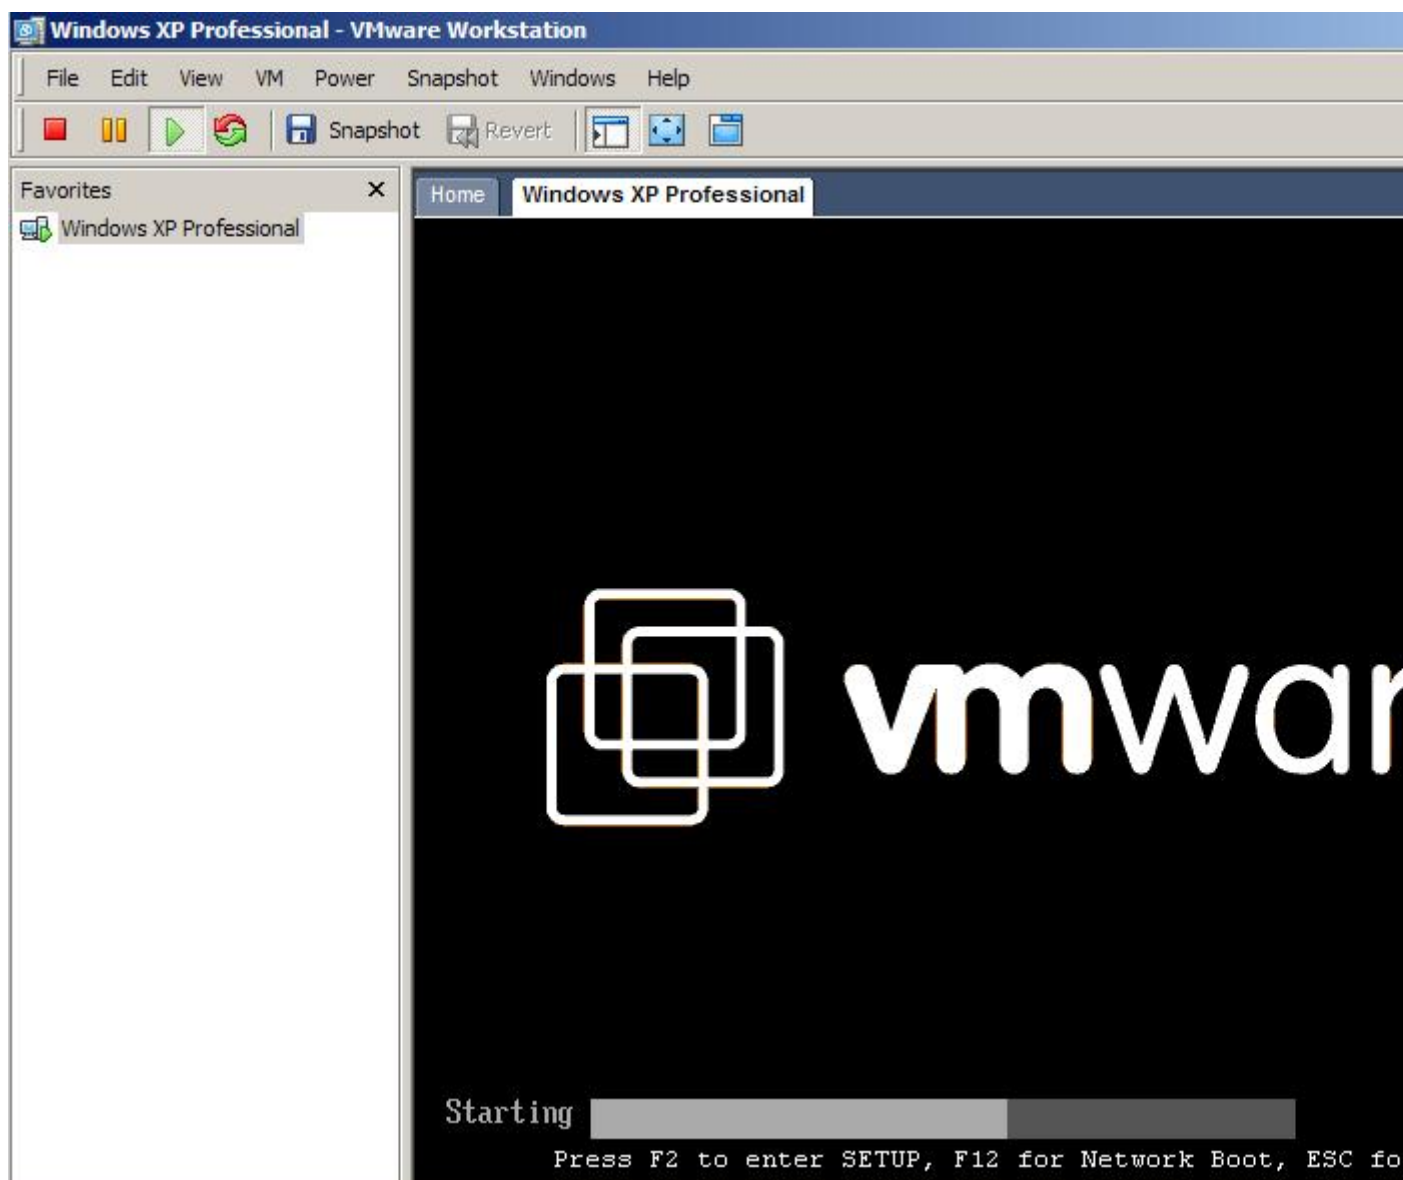 Windows XP Professional - VMware Workstation
File Edit View VM Power Snapshot Windows Help
Snapshot Revert
Favorites
Home Windows XP Professional
Windows XP Professional
vmwar
Starting
Press F2 to enter SETUP, F12 for Network Boot, ESC fo